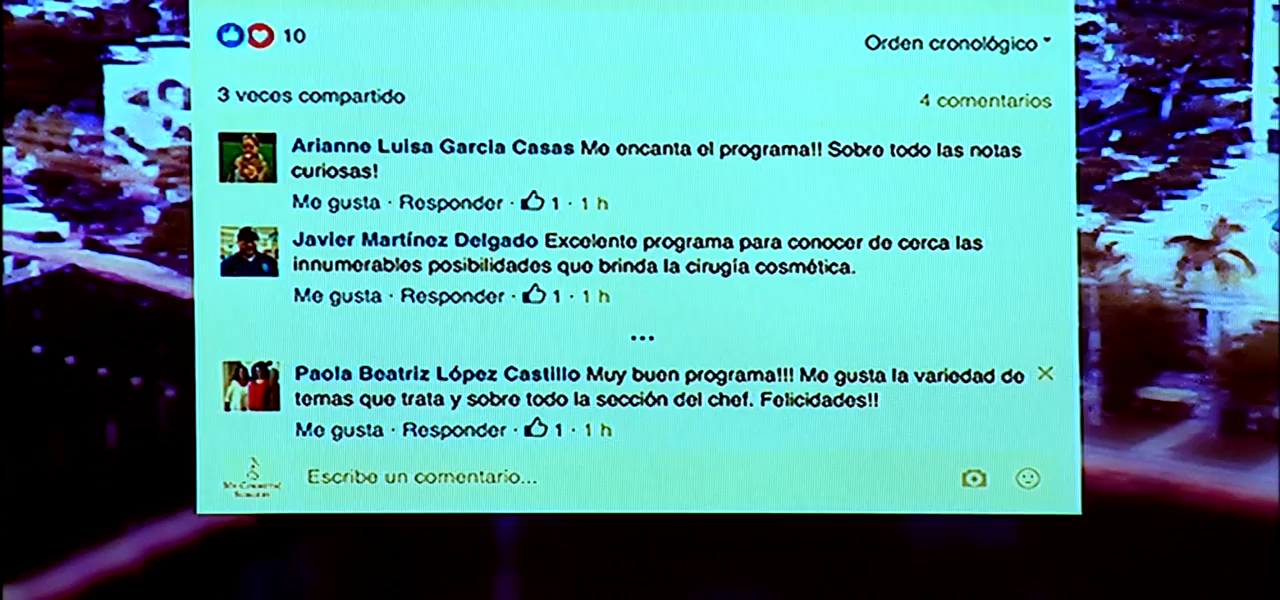 10
Orden cronológico
3 veces compartido
4 comentarios
Arianne Luisa Garcia Casas Me encanta el programa!! Sobre todo las notas
curiosas!
Me gusta · Responder · 1 · 1 h
Javier Martínez Delgado Excelente programa para conocer de cerca las
innumerables posibilidades que brinda la cirugía cosmética.
Me gusta · Responder · 1 · 1 h
...
Paola Beatriz López Castillo Muy buen programa!!! Me gusta la variedad de
temas que trata y sobre todo la sección del chef. Felicidades!!
Me gusta · Responder · 1 · 1 h
My Cosmetic
Surgery
Escribe un comentario...